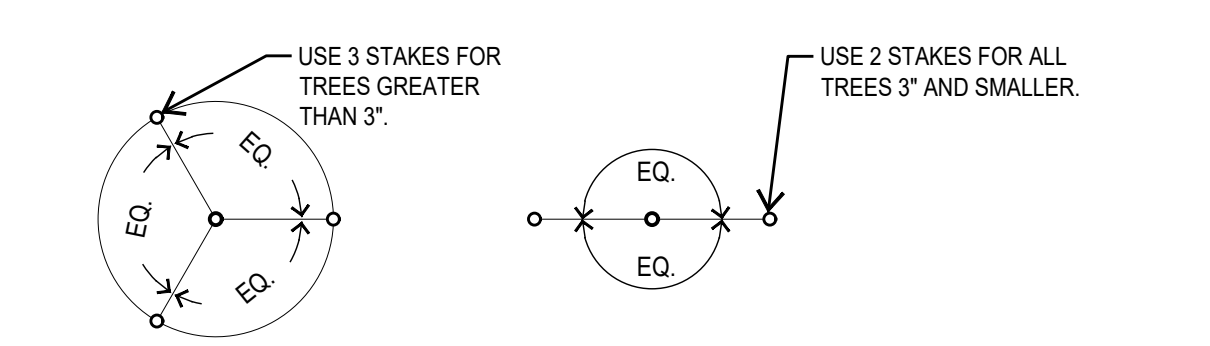 USE 3 STAKES FOR
TREES GREATER
THAN 3".
USE 2 STAKES FOR ALL
TREES 3" AND SMALLER.
EQ.
EQ.
EQ.
EQ.
EQ.